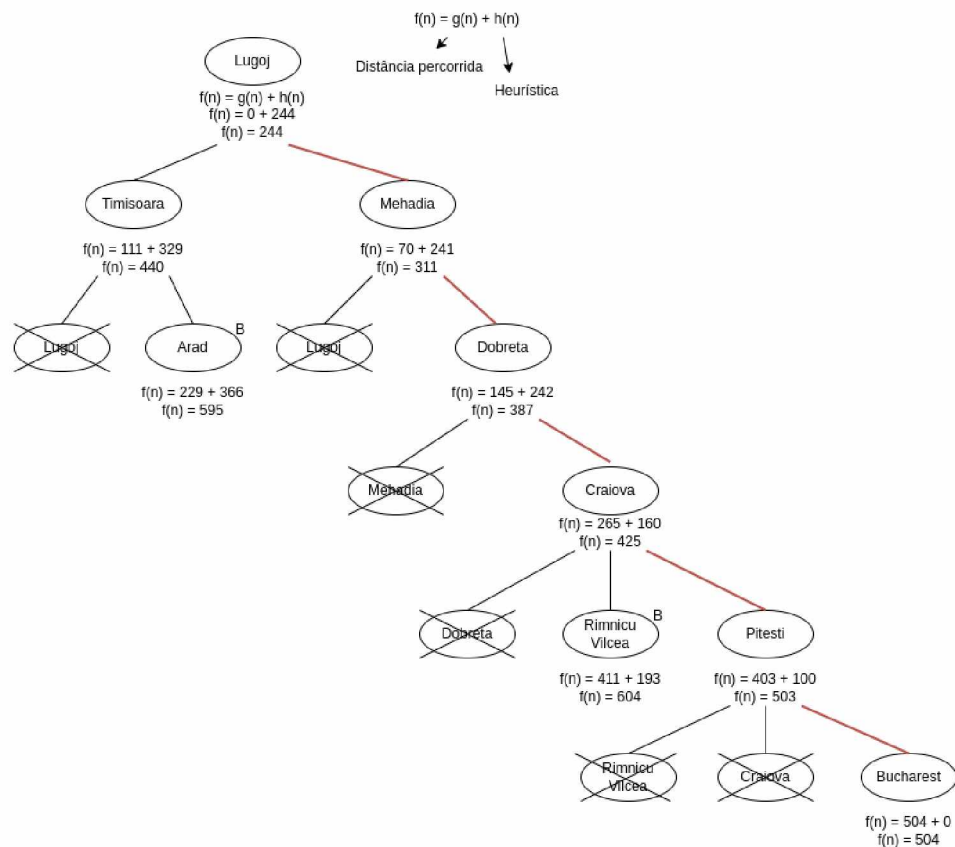 f(n) = g(n) + h(n)
Distância percorrida
Heurística
Lugoj
f(n) = g(n) + h(n)
f(n) = 0 + 244
f(n) = 244
Timisoara
Mehadia
f(n) = 111 + 329
f(n) = 440
f(n) = 70 + 241
f(n) = 311
Lugoj
Arad
B
Lugoj
Dobreta
f(n) = 229 + 366
f(n) = 595
f(n) = 145 + 242
f(n) = 387
Mehadia
Craiova
f(n) = 265 + 160
f(n) = 425
Dobreta
Rimnicu
Vilcea
B
Pitesti
f(n) = 411 + 193
f(n) = 604
f(n) = 403 + 100
f(n) = 503
Rimnicu
Vilcea
Craiova
Bucharest
f(n) = 504 + 0
f(n) = 504